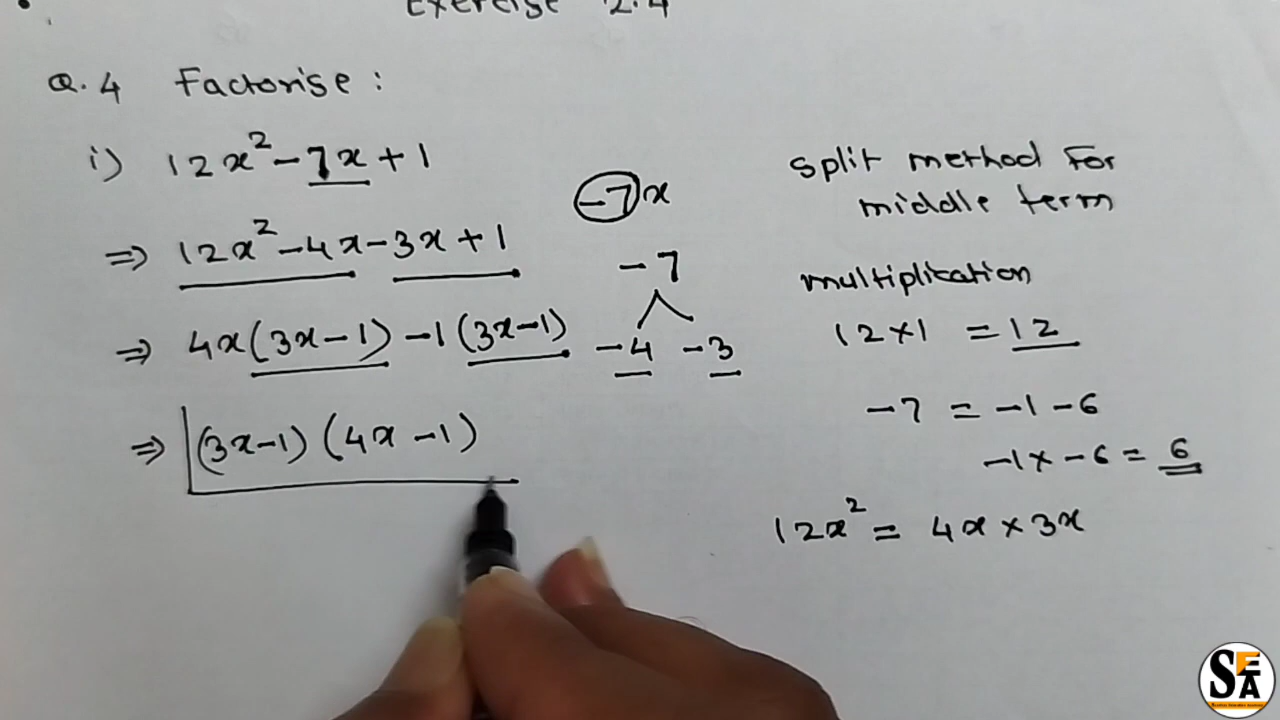 Exercise 2.4
Q.4 Factorise:
i) 12x² - 7x + 1
⇒ 12x² - 4x - 3x + 1
⇒ 4x(3x-1) - 1(3x-1)
⇒ (3x-1)(4x-1)
-7x
-7
-4 -3
split method for
middle term
multiplication
12×1 = 12
-7 = -1 - 6
-1 × -6 = 6
12x² = 4x × 3x
SEA